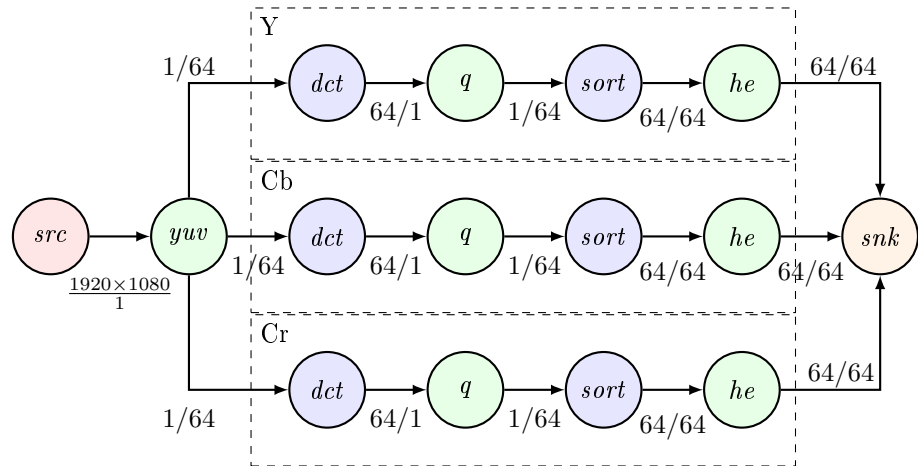 Y
1/64
dct
64/1
q
1/64
sort
64/64
he
64/64
Cb
src
1920×1080
1
yuv
1/64
dct
64/1
q
1/64
sort
64/64
he
64/64
snk
Cr
1/64
dct
64/1
q
1/64
sort
64/64
he
64/64